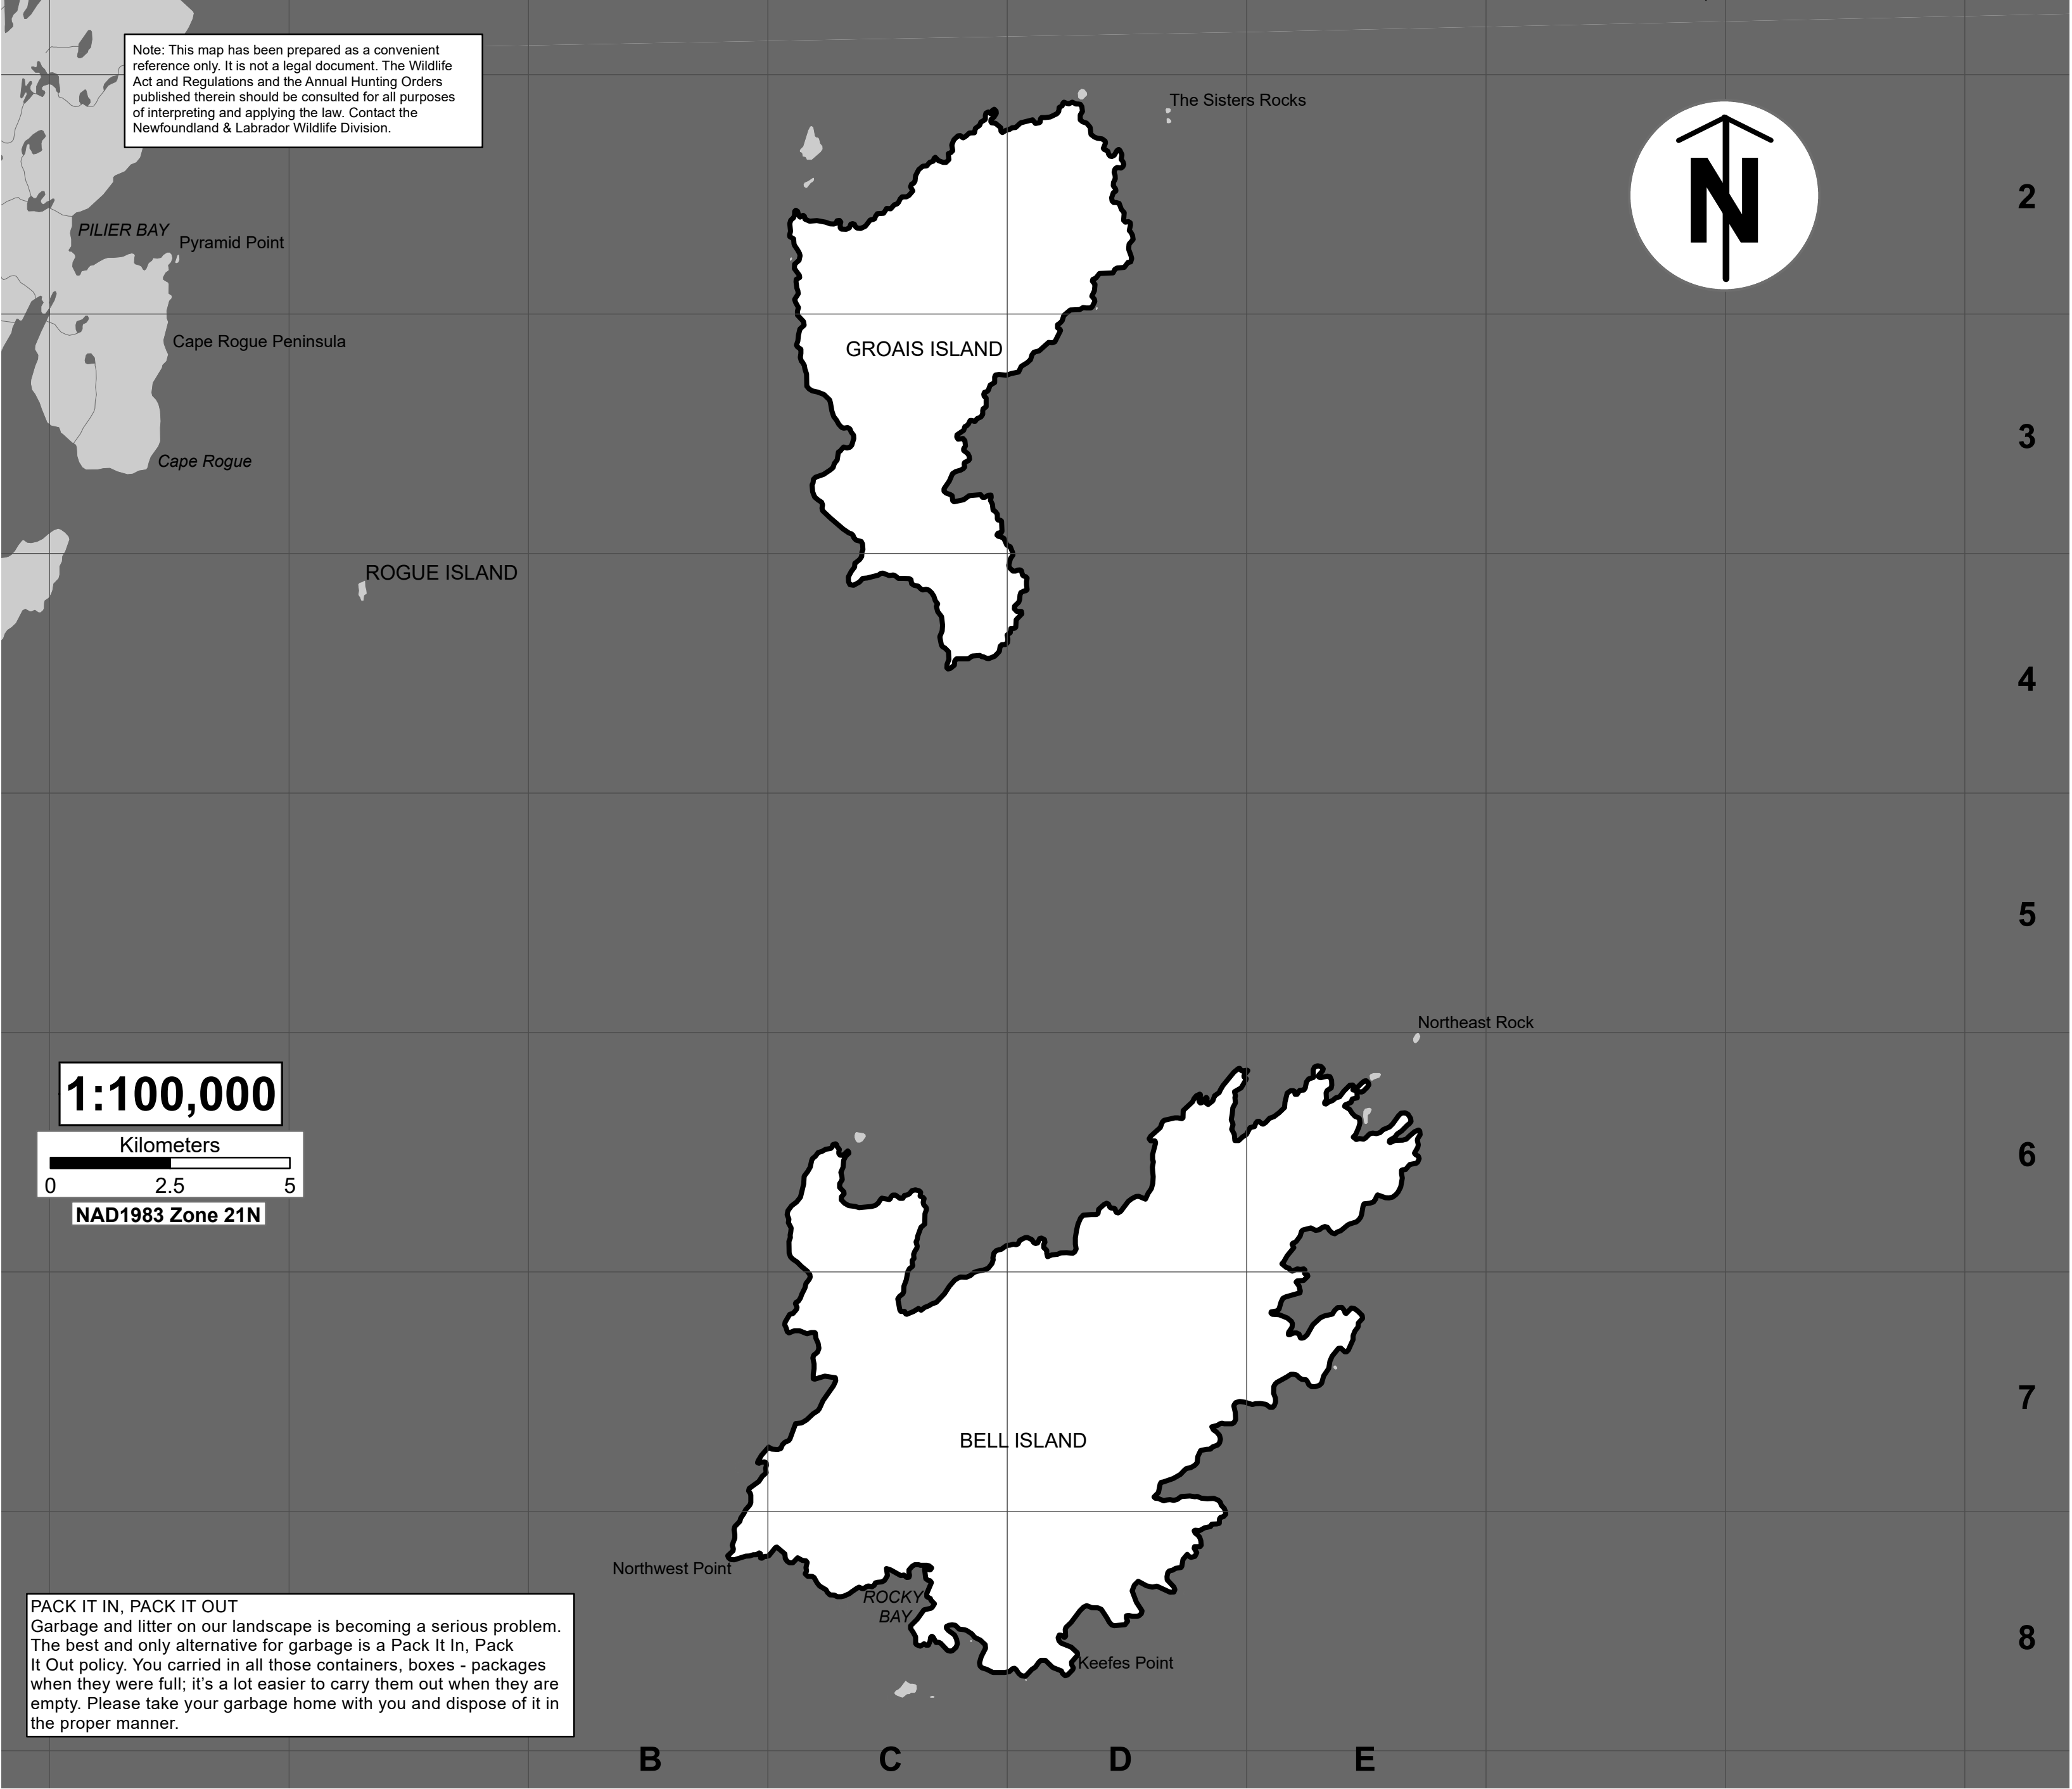 Note: This map has been prepared as a convenient
reference only. It is not a legal document. The Wildlife
Act and Regulations and the Annual Hunting Orders
published therein should be consulted for all purposes
of interpreting and applying the law. Contact the
Newfoundland & Labrador Wildlife Division.
The Sisters Rocks
N
2
PILIER BAY
Pyramid Point
Cape Rogue Peninsula
GROAIS ISLAND
3
Cape Rogue
ROGUE ISLAND
4
5
Northeast Rock
1:100,000
Kilometers
0 2.5 5
NAD1983 Zone 21N
6
7
BELL ISLAND
Northwest Point
ROCKY
BAY
8
Keefes Point
PACK IT IN, PACK IT OUT
Garbage and litter on our landscape is becoming a serious problem.
The best and only alternative for garbage is a Pack It In, Pack
It Out policy. You carried in all those containers, boxes - packages
when they were full; it's a lot easier to carry them out when they are
empty. Please take your garbage home with you and dispose of it in
the proper manner.
B C D E